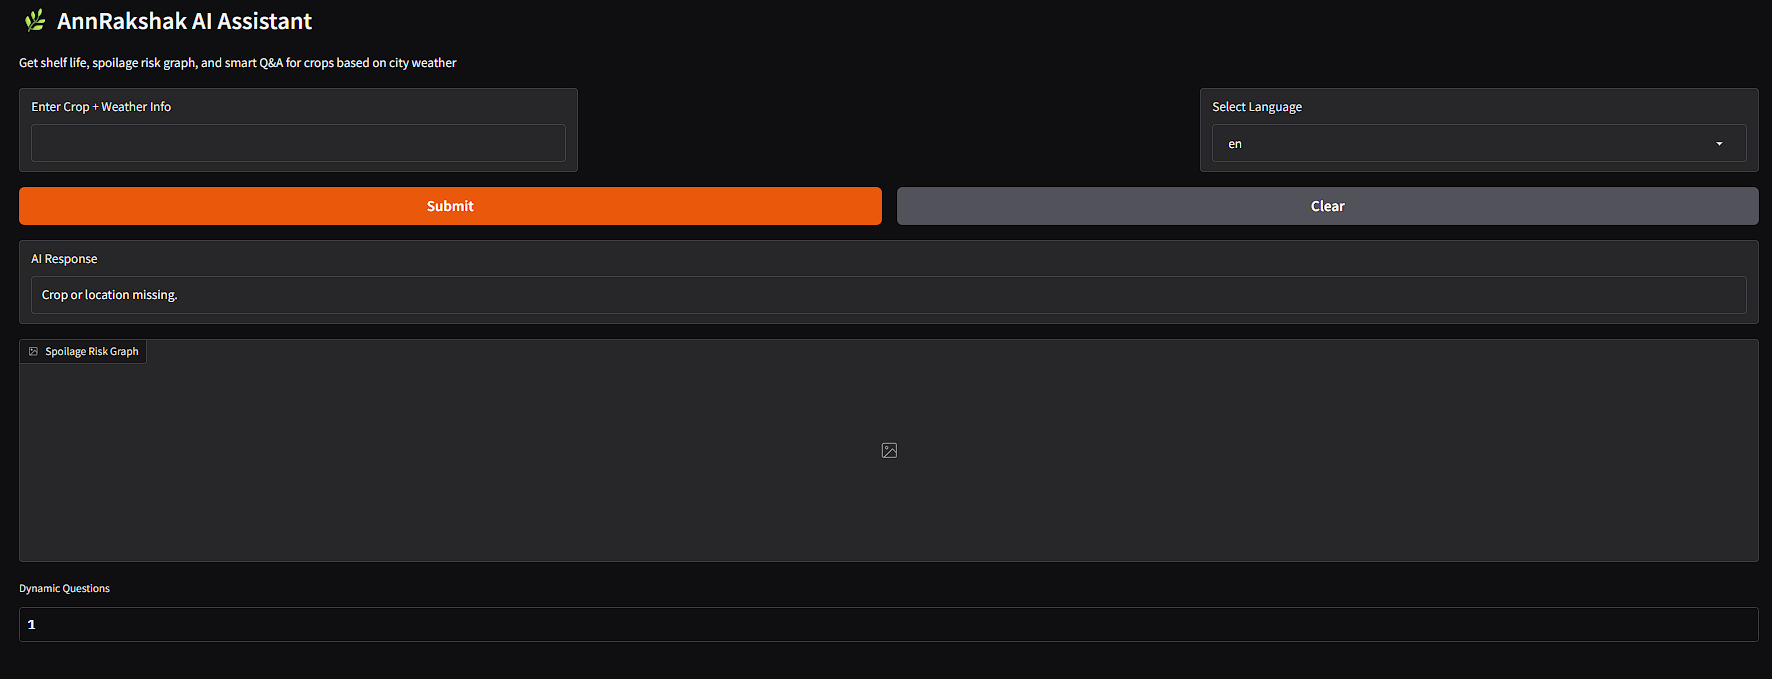 AnnRakshak AI Assistant
Get shelf life, spoilage risk graph, and smart Q&A for crops based on city weather
Enter Crop + Weather Info
Select Language
en
Submit
Clear
AI Response
Crop or location missing.
Spoilage Risk Graph
Dynamic Questions
1